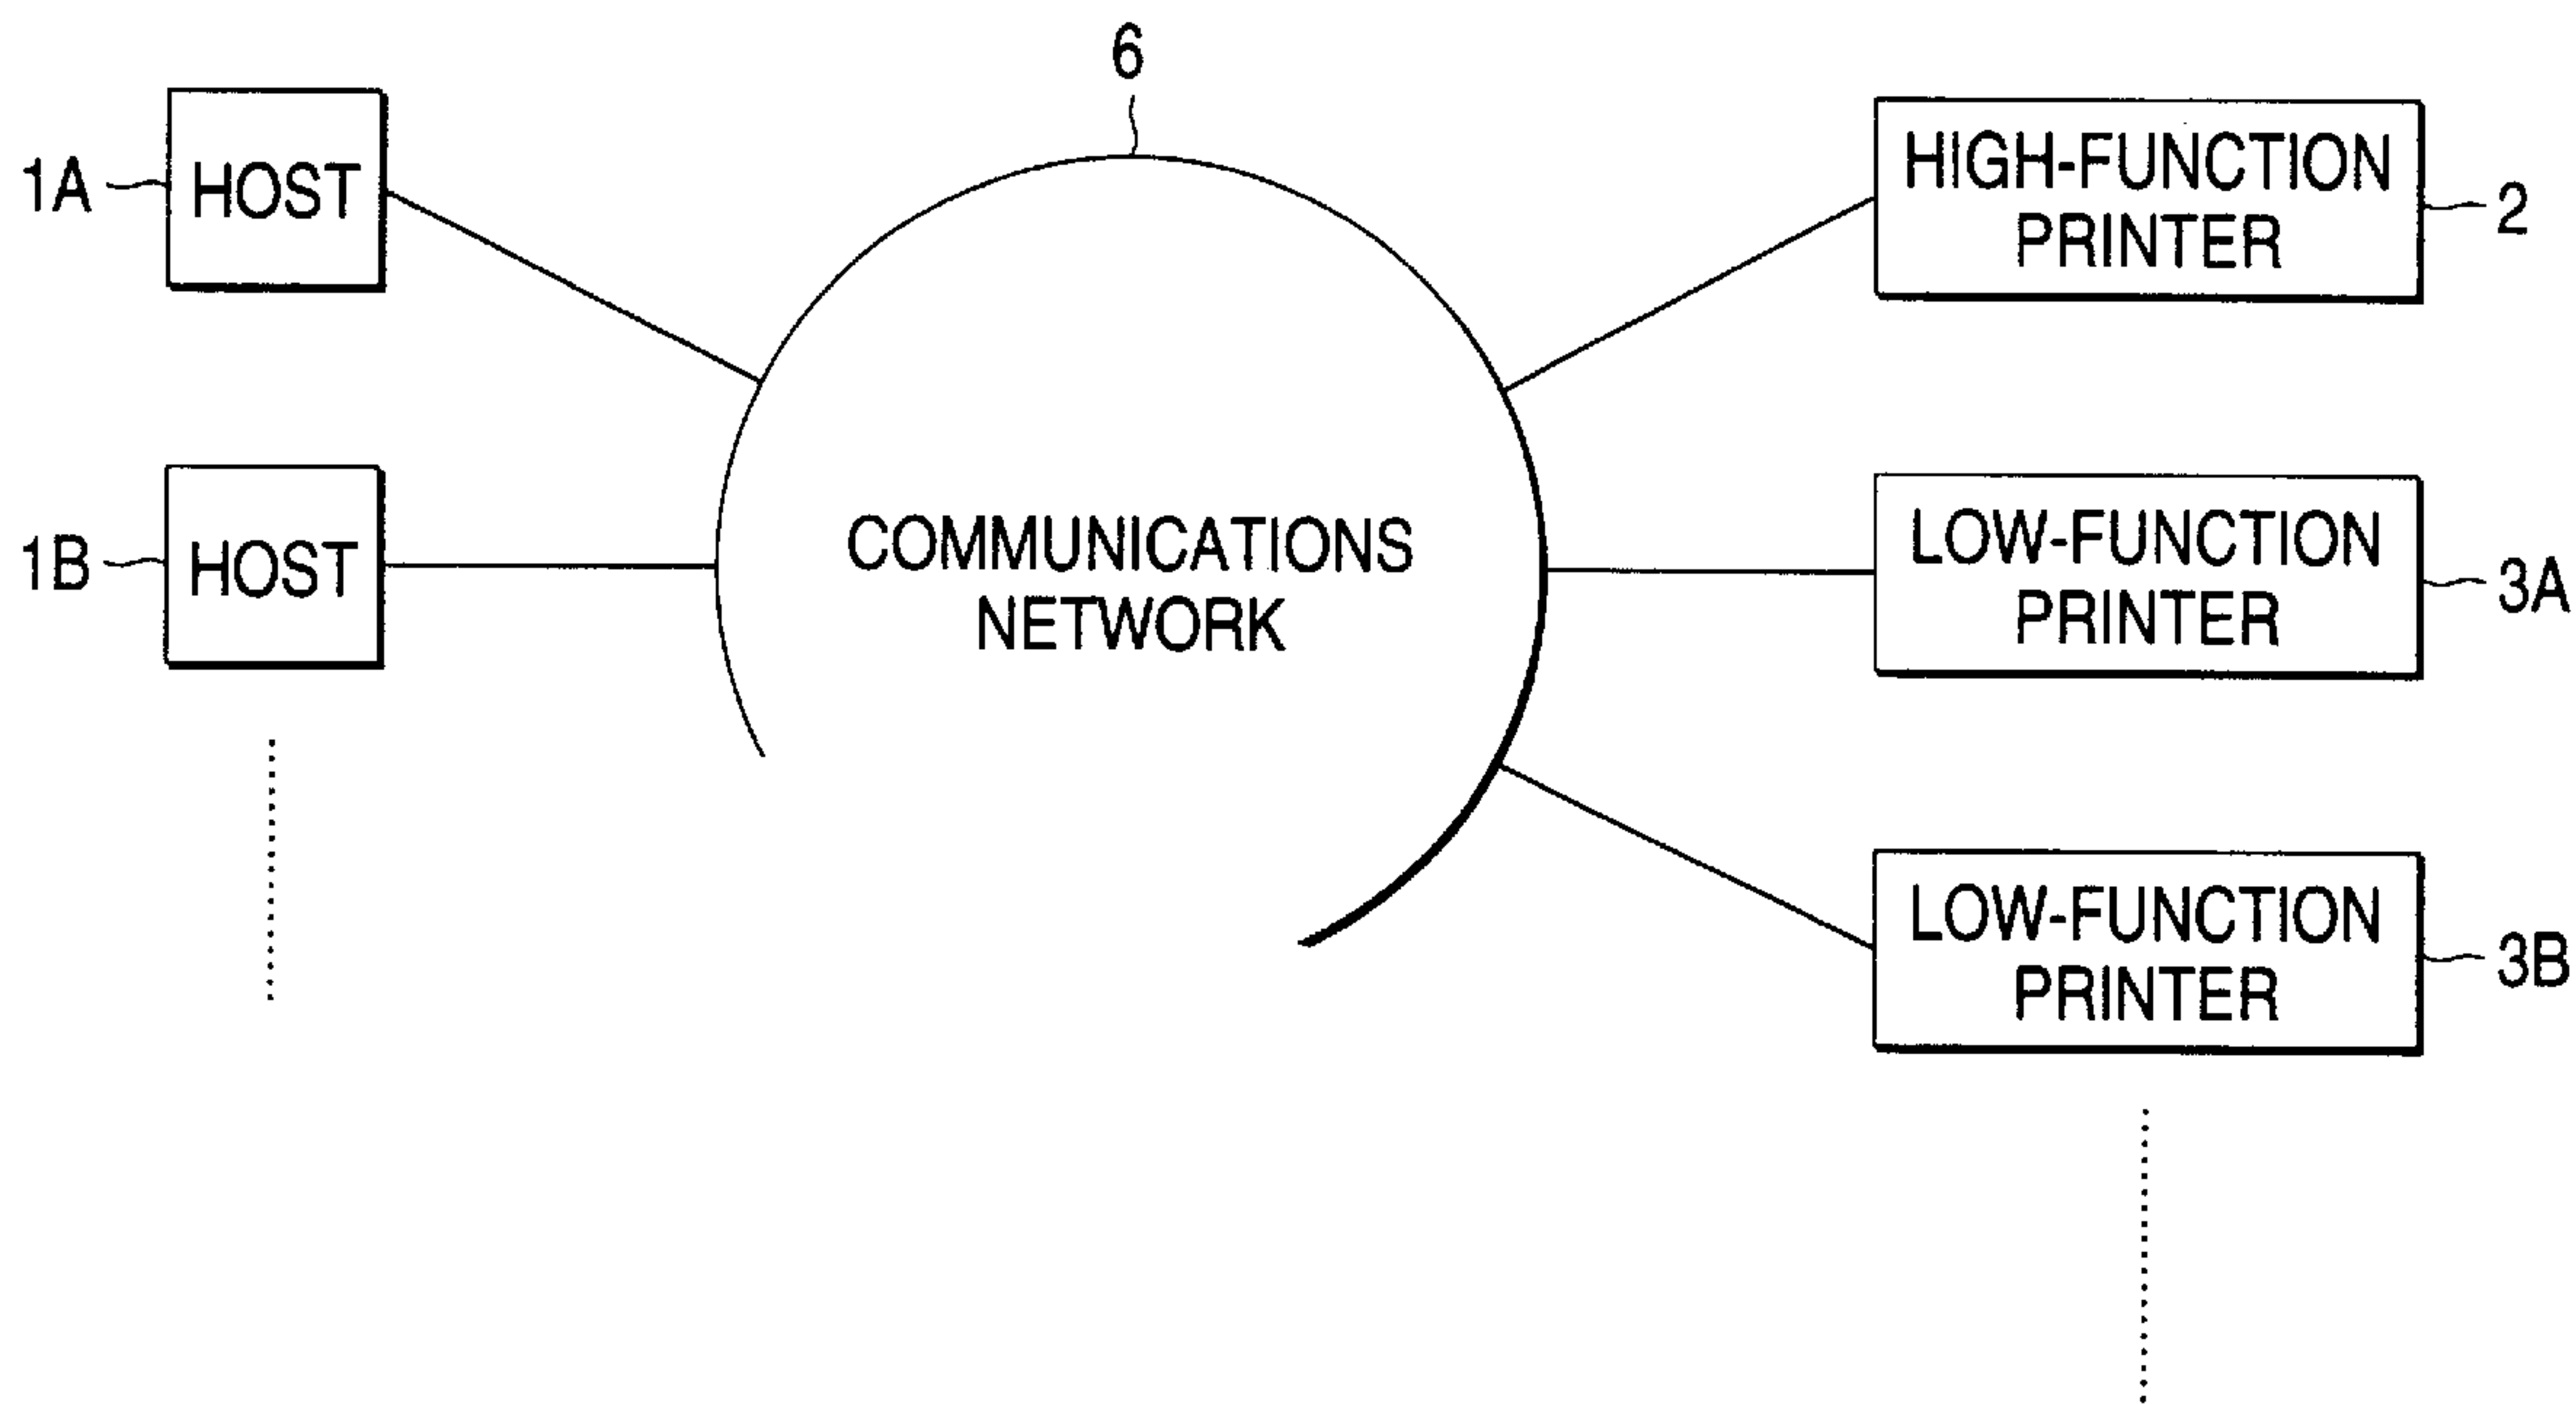 6
1A
HOST
HIGH-FUNCTION
PRINTER
2
1B
HOST
COMMUNICATIONS
NETWORK
LOW-FUNCTION
PRINTER
3A
LOW-FUNCTION
PRINTER
3B